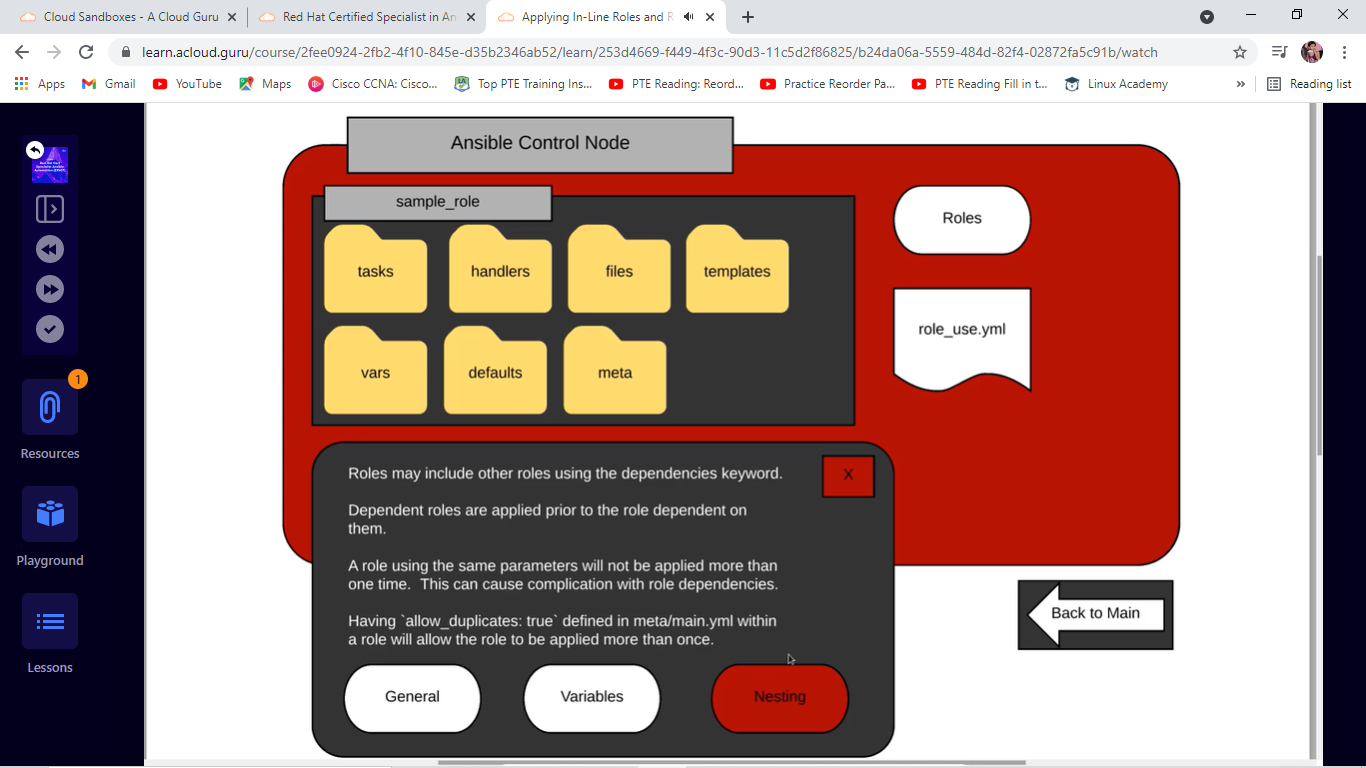 Cloud Sandboxes - A Cloud Guru
Red Hat Certified Specialist in An
Applying In-Line Roles and R
learn.acloud.guru/course/2fee0924-2fb2-4f10-845e-d35b2346ab52/learn/253d4669-f449-4f3c-90d3-11c5d2f86825/b24da06a-5559-484d-82f4-02872fa5c91b/watch
Apps
Gmail
YouTube
Maps
Cisco CCNA: Cisco...
Top PTE Training Ins...
PTE Reading: Reord...
Practice Reorder Pa...
PTE Reading Fill in t...
Linux Academy
»
Reading list
1
Resources
Playground
Lessons
Ansible Control Node
sample_role
tasks
handlers
files
templates
vars
defaults
meta
Roles
role_use.yml
Roles may include other roles using the dependencies keyword.
X
Dependent roles are applied prior to the role dependent on
them.
A role using the same parameters will not be applied more than
one time.  This can cause complication with role dependencies.
Having `allow_duplicates: true` defined in meta/main.yml within
a role will allow the role to be applied more than once.
General
Variables
Nesting
Back to Main